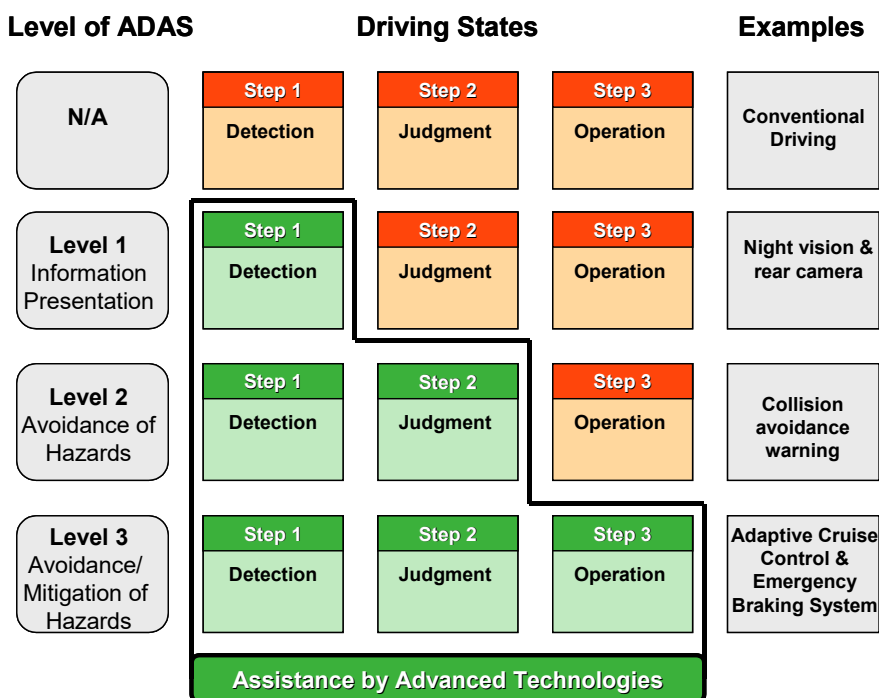 Level of ADAS
Driving States
Examples
N/A
Step 1
Detection
Step 2
Judgment
Step 3
Operation
Conventional
Driving
Level 1
Information
Presentation
Step 1
Detection
Step 2
Judgment
Step 3
Operation
Night vision &
rear camera
Level 2
Avoidance of
Hazards
Step 1
Detection
Step 2
Judgment
Step 3
Operation
Collision
avoidance
warning
Level 3
Avoidance/
Mitigation of
Hazards
Step 1
Detection
Step 2
Judgment
Step 3
Operation
Adaptive Cruise
Control &
Emergency
Braking System
Assistance by Advanced Technologies